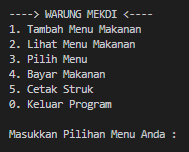 ----> WARUNG MEKDI <----
1. Tambah Menu Makanan
2. Lihat Menu Makanan
3. Pilih Menu
4. Bayar Makanan
5. Cetak Struk
0. Keluar Program
Masukkan Pilihan Menu Anda :